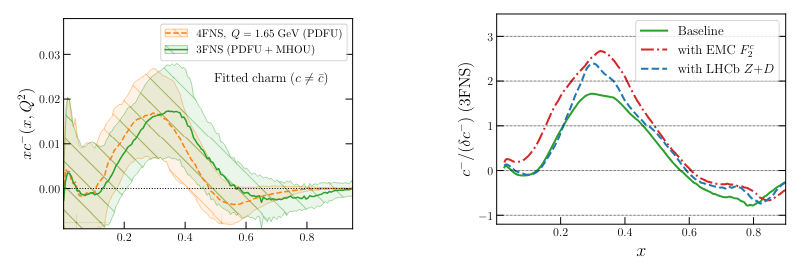 4FNS, Q = 1.65 GeV (PDFU)
3FNS (PDFU + MHOU)
Fitted charm (c ≠ c̄)
xc⁻(x, Q²)
0.03
0.02
0.01
0.00
0.2 0.4 0.6 0.8
Baseline
with EMC F₂ᶜ
with LHCb Z+D
c⁻/(δc⁻) (3FNS)
3
2
1
0
−1
0.2 0.4 0.6 0.8
x